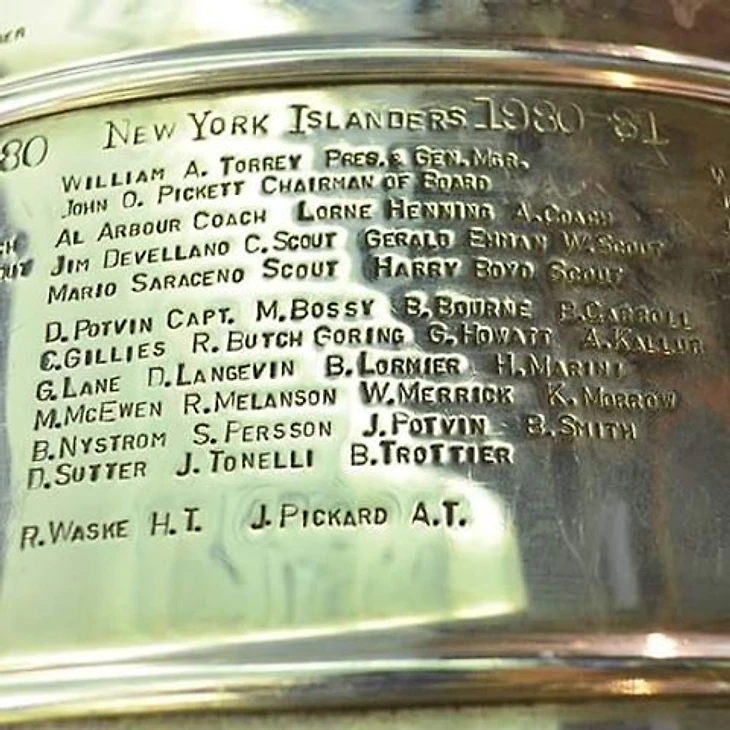 ER
80 NEW YORK ISLANDERS 1980-81
WILLIAM A. TORREY PRES. & GEN. MGR.
JOHN O. PICKETT CHAIRMAN OF BOARD
AL ARBOUR COACH LORNE HENNING A. COACH
JIM DEVELLANO C. SCOUT GERALD EHMAN W. SCOUT
MARIO SARACENO SCOUT HARRY BOYD SCOUT
D. POTVIN CAPT. M. BOSSY B. BOURNE B. CARROLL
C. GILLIES R. BUTCH GORING G. HOWATT A. KALLUR
G. LANE D. LANGEVIN B. LORMIER H. MARINI
M. MCEWEN R. MELANSON W. MERRICK K. MORROW
B. NYSTROM S. PERSSON J. POTVIN B. SMITH
D. SUTTER J. TONELLI B. TROTTIER
R. WASKE H.T. J. PICKARD A.T.